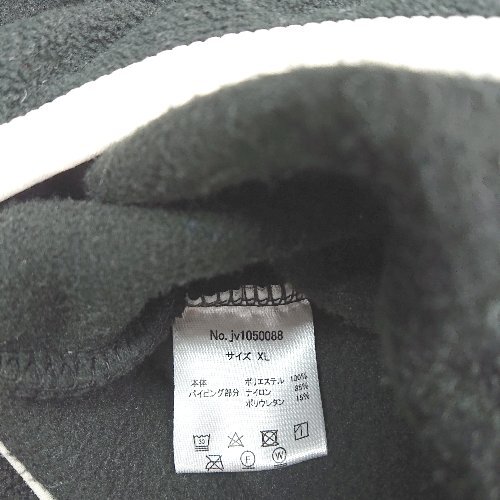 No.jv1050088
サイズ XL
本体 ポリエステル 100%
パイピング部分 ナイロン 85%
ポリウレタン 15%
30
F W